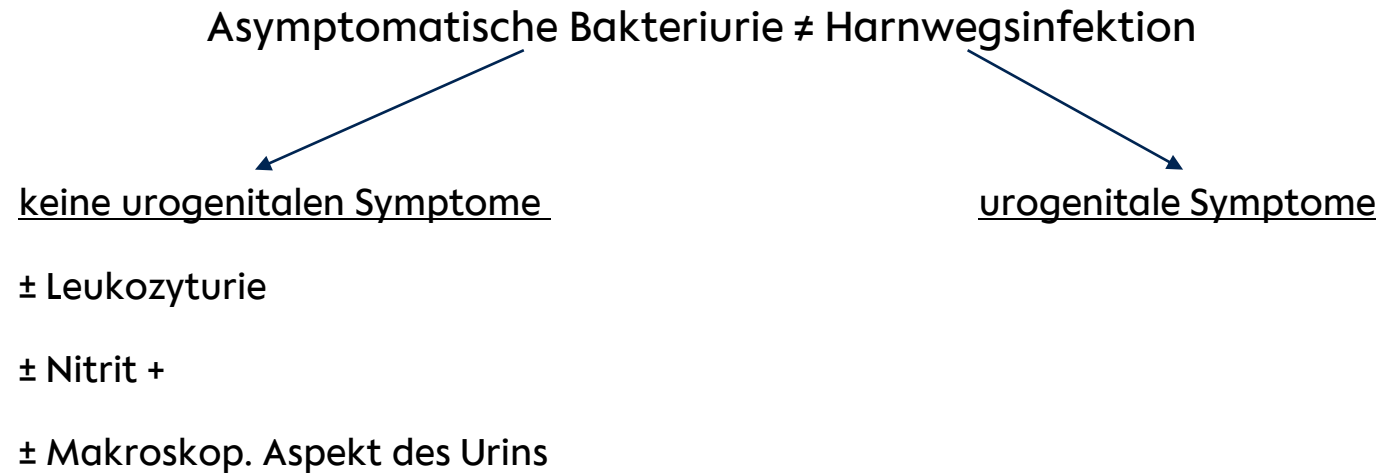 Asymptomatische Bakteriurie ≠ Harnwegsinfektion
keine urogenitalen Symptome
urogenitale Symptome
± Leukozyturie
± Nitrit +
± Makroskop. Aspekt des Urins